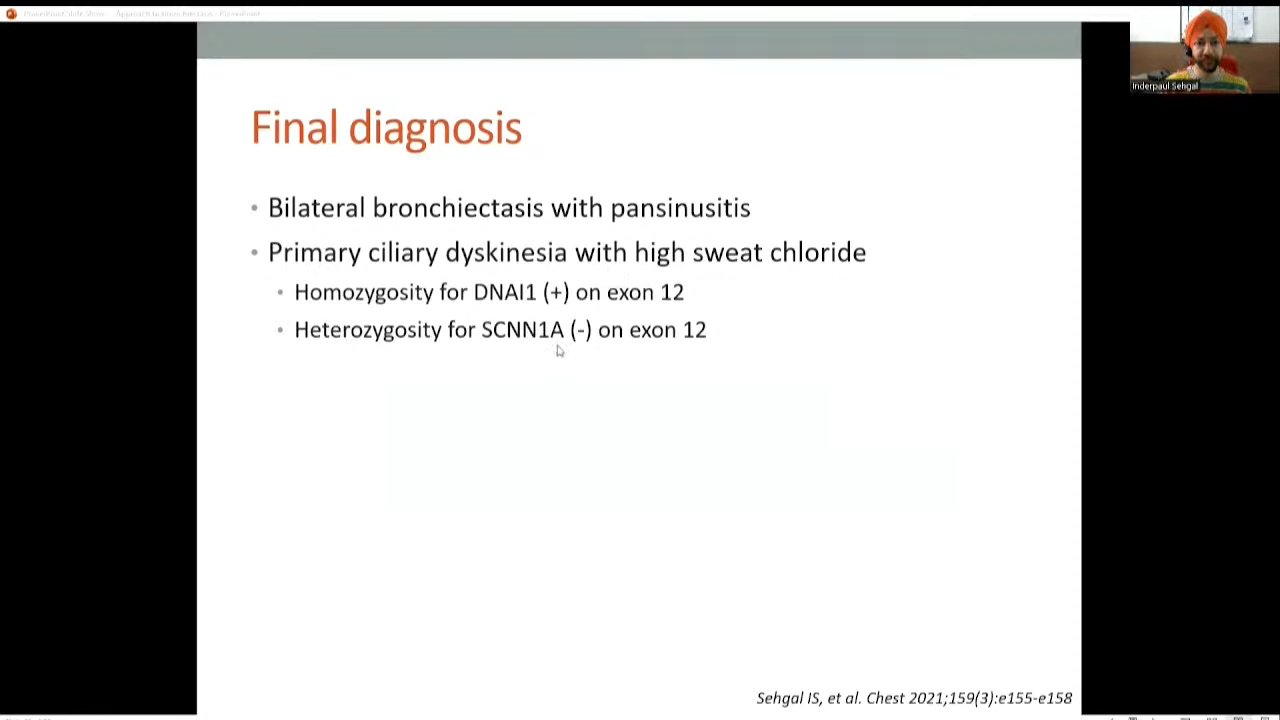 Inderpaul Sehgal
Final diagnosis
• Bilateral bronchiectasis with pansinusitis
• Primary ciliary dyskinesia with high sweat chloride
• Homozygosity for DNAI1 (+) on exon 12
• Heterozygosity for SCNN1A (-) on exon 12
Sehgal IS, et al. Chest 2021;159(3):e155-e158